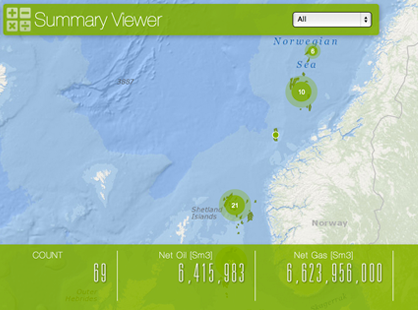 Summary Viewer
All
Norwegian
Sea
6
10
3882
21
Shetland
Islands
Norway
COUNT
69
Net Oil [Sm3]
6,415,983
Net Gas [Sm3]
6,623,956,000